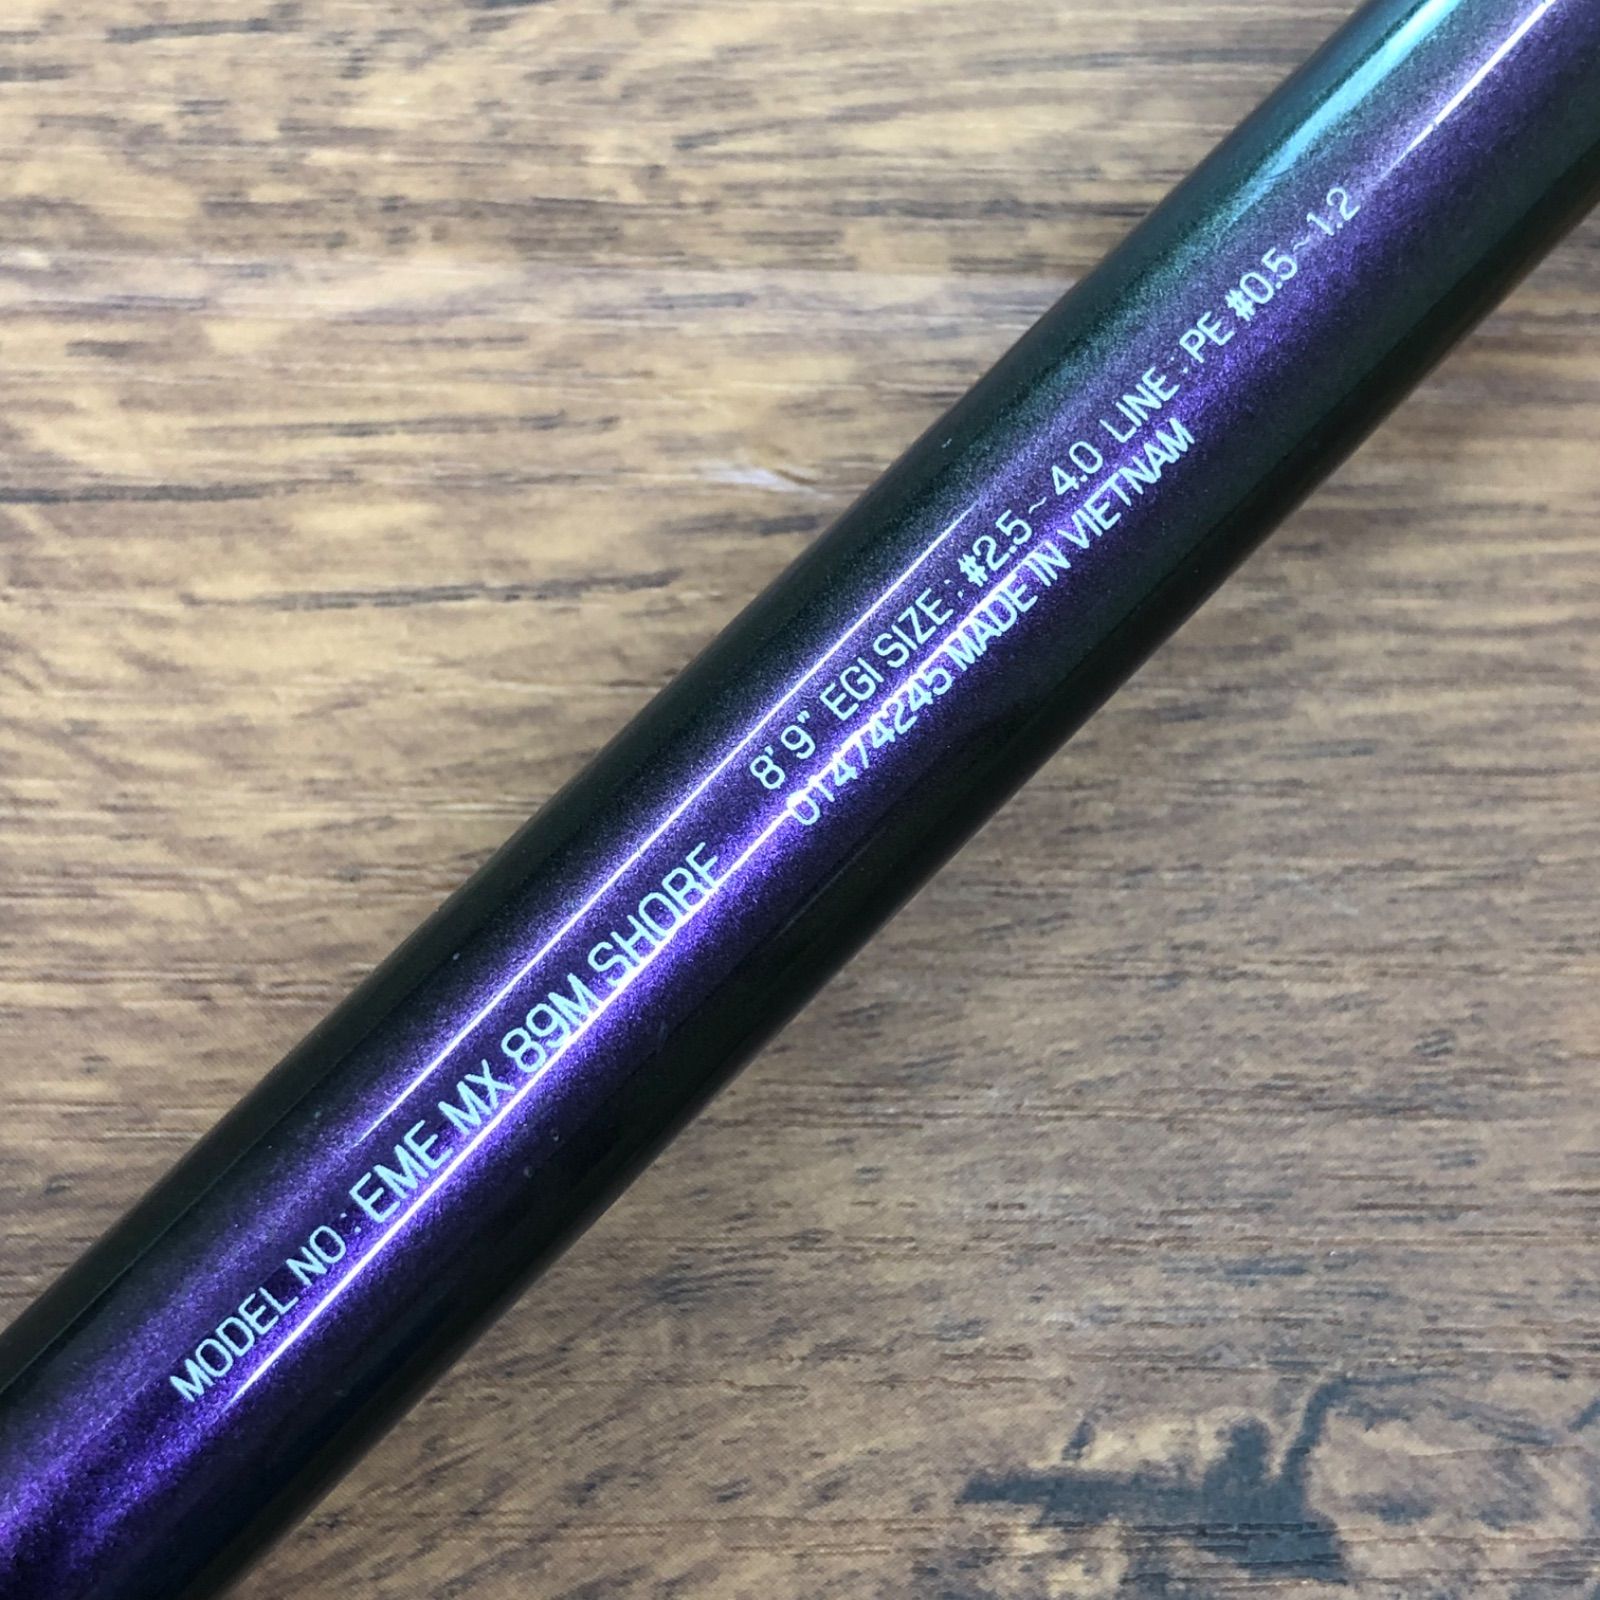 MODEL NO : EME MX 89M SHORE
8'9" EGI SIZE : #2.5~4.0 LINE : PE #0.5~1.2
01474245 MADE IN VIETNAM